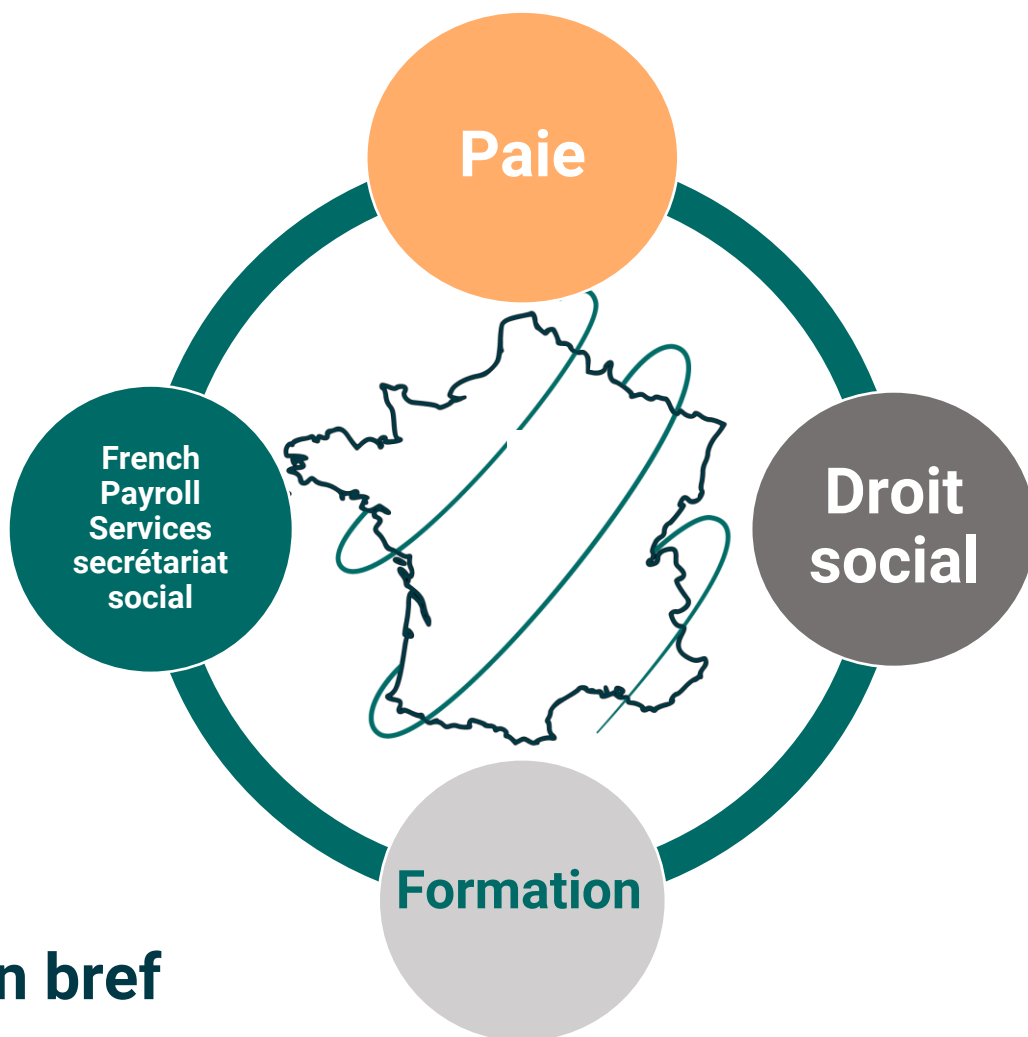 Paie
French
Payroll
Services
secrétariat
social
Droit
social
Formation
n bref